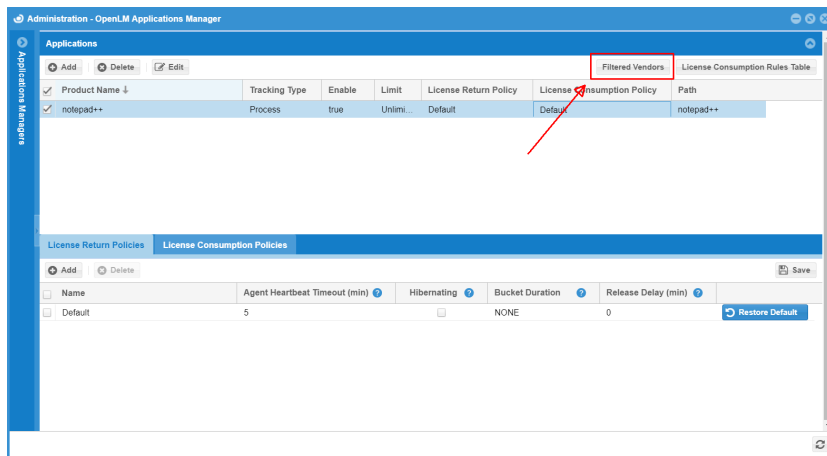 Administration - OpenLM Applications Manager
Applications Managers
Applications
Add Delete Edit Filtered Vendors License Consumption Rules Table
Product Name Tracking Type Enable Limit License Return Policy License Consumption Policy Path
notepad++ Process true Unlimi... Default Default notepad++
License Return Policies License Consumption Policies
Add Delete Save
Name Agent Heartbeat Timeout (min) ? Hibernating ? Bucket Duration ? Release Delay (min) ?
Default 5 NONE 0 Restore Default